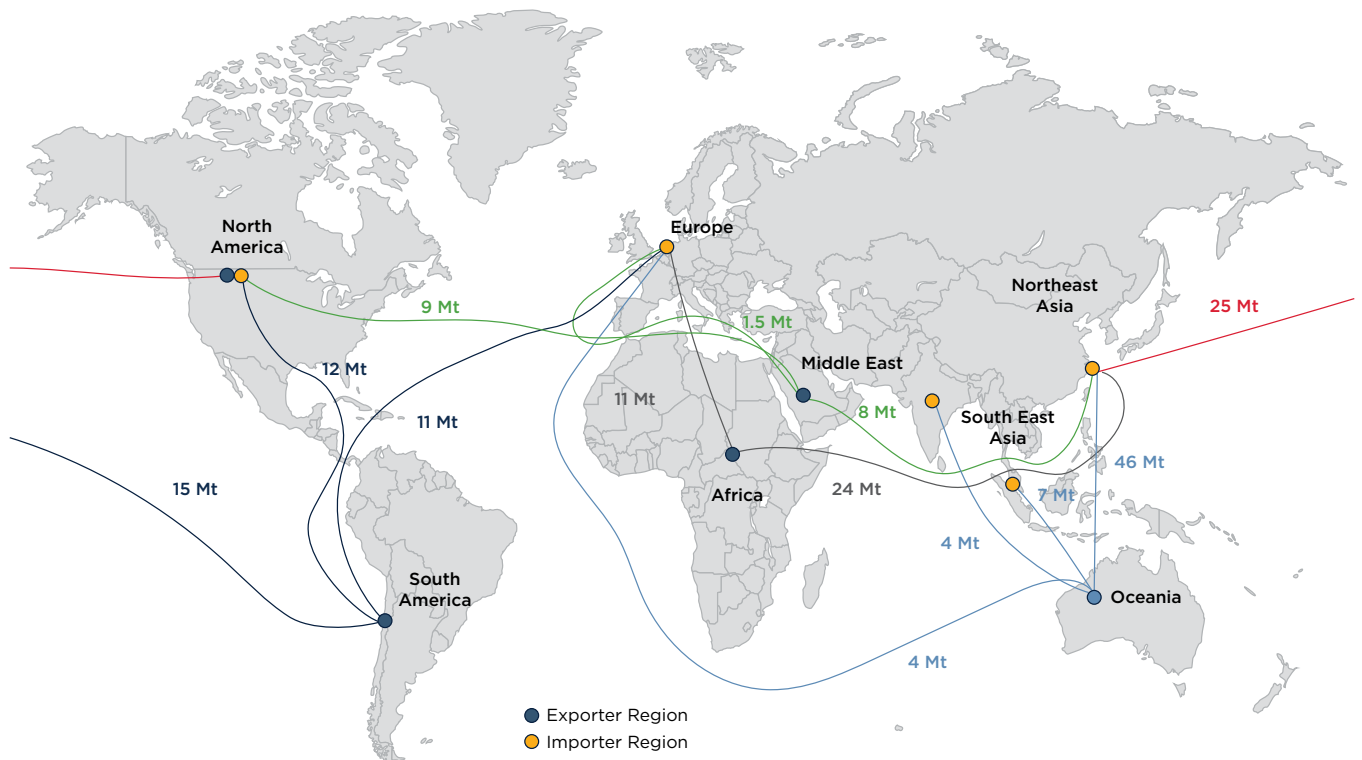 North
America
Europe
Northeast
Asia
25 Mt
9 Mt
1.5 Mt
Middle East
12 Mt
11 Mt
11 Mt
8 Mt
South East
Asia
46 Mt
15 Mt
24 Mt
Africa
7 Mt
4 Mt
South
America
Oceania
4 Mt
Exporter Region
Importer Region